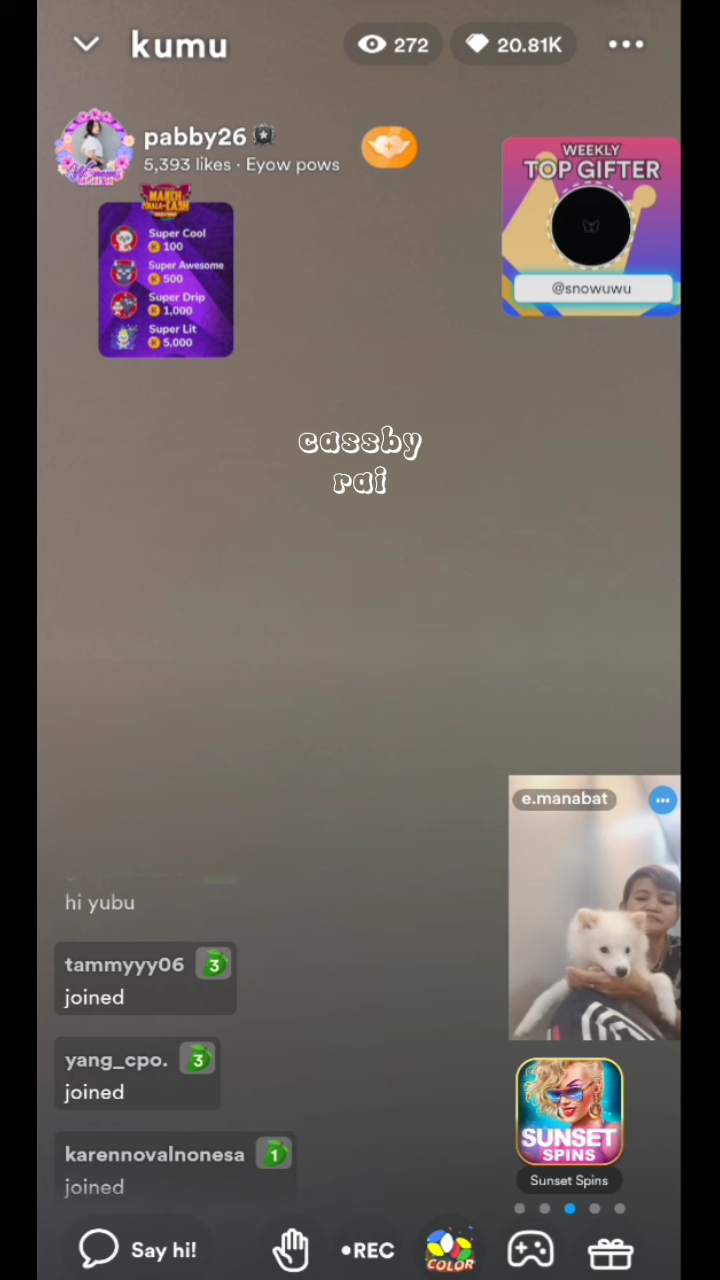 kumu
272
20.81K
pabby26
5,393 likes · Eyow pows
WEEKLY
TOP GIFTER
@snowuwu
MARCH
Super Cool
100
Super Awesome
500
Super Drip
1,000
Super Lit
5,000
cassby
rai
e.manabat
hi yubu
tammyyy06 3
joined
yang_cpo. 3
joined
karennovalnonesa 1
joined
SUNSET
SPINS
Sunset Spins
Say hi!
•REC
COLOR